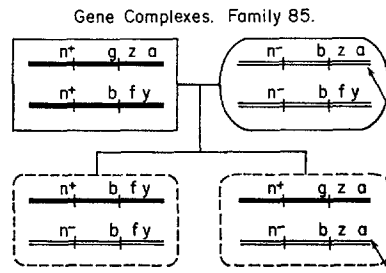 Gene Complexes. Family 85.
n+ g z a n- b z a
n+ b f y n- b f y
n+ b f y n+ g z a
n- b f y n- b z a